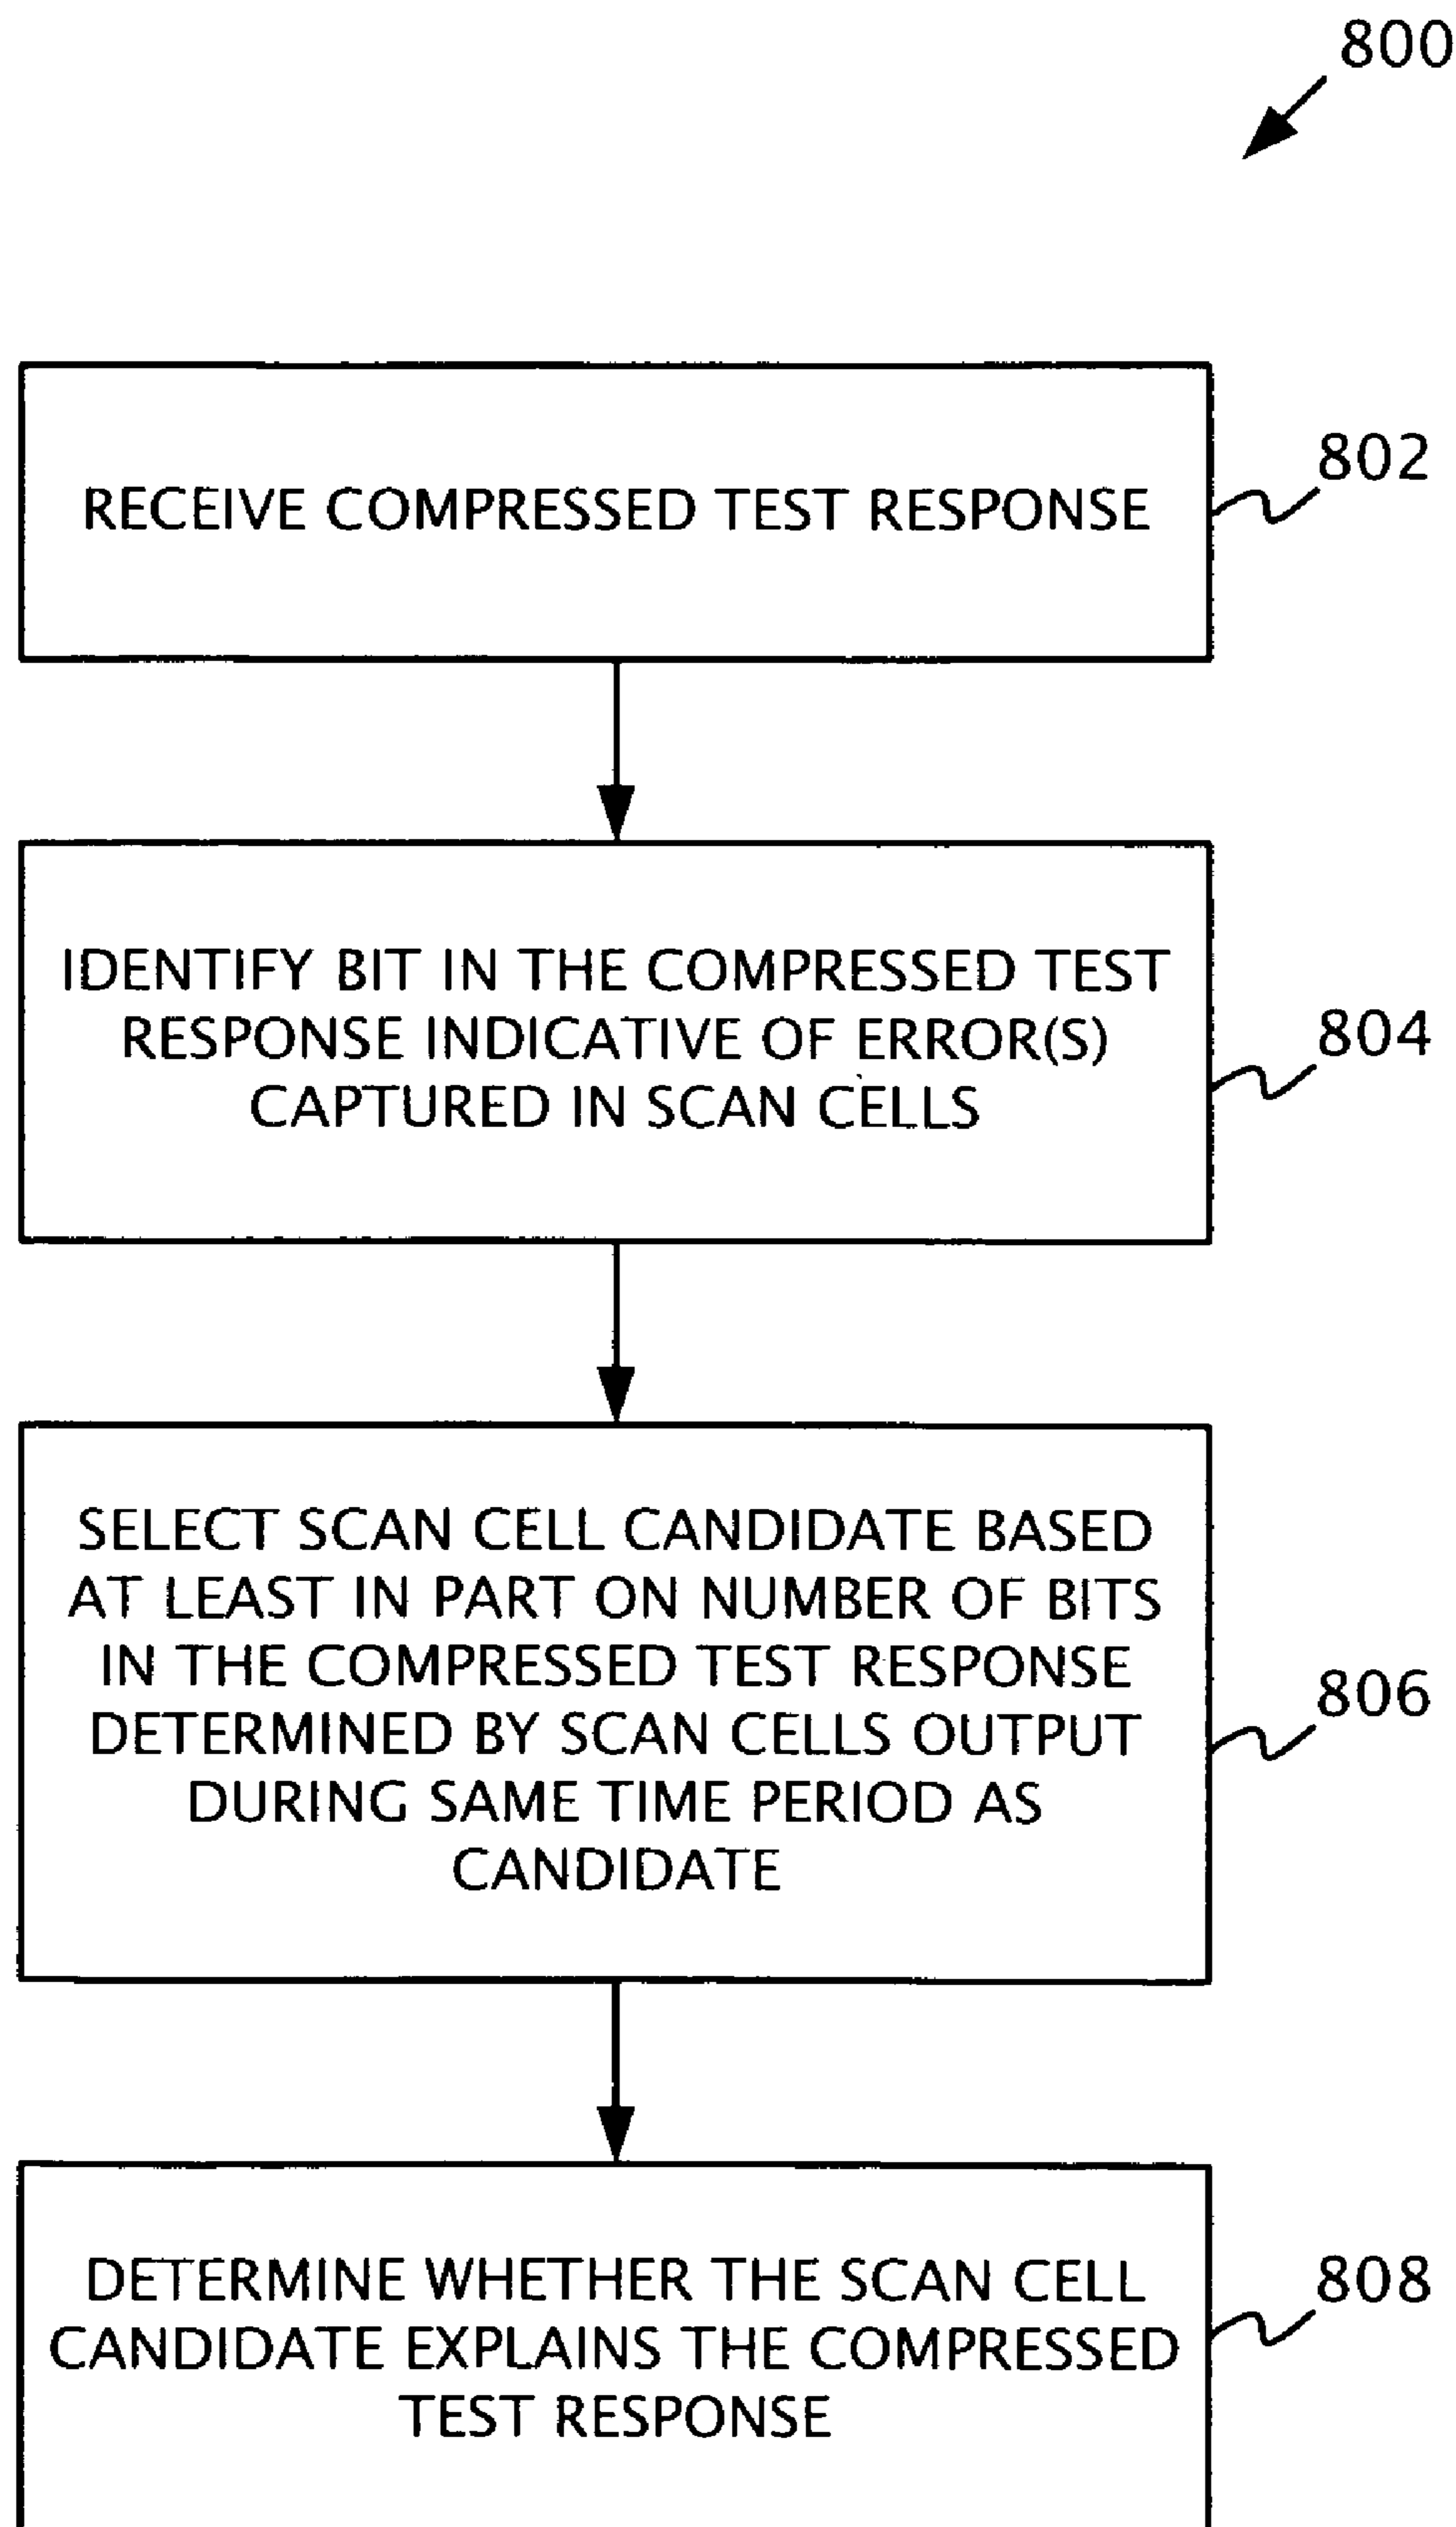 800
RECEIVE COMPRESSED TEST RESPONSE
802
IDENTIFY BIT IN THE COMPRESSED TEST
RESPONSE INDICATIVE OF ERROR(S)
CAPTURED IN SCAN CELLS
804
SELECT SCAN CELL CANDIDATE BASED
AT LEAST IN PART ON NUMBER OF BITS
IN THE COMPRESSED TEST RESPONSE
DETERMINED BY SCAN CELLS OUTPUT
DURING SAME TIME PERIOD AS
CANDIDATE
806
DETERMINE WHETHER THE SCAN CELL
CANDIDATE EXPLAINS THE COMPRESSED
TEST RESPONSE
808